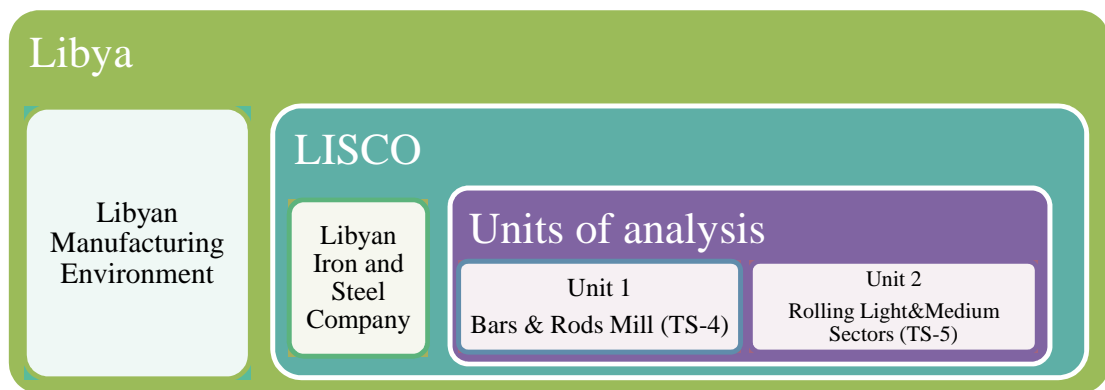 Libya
Libyan
Manufacturing
Environment
LISCO
Libyan
Iron and
Steel
Company
Units of analysis
Unit 1
Bars & Rods Mill (TS-4)
Unit 2
Rolling Light&Medium
Sectors (TS-5)